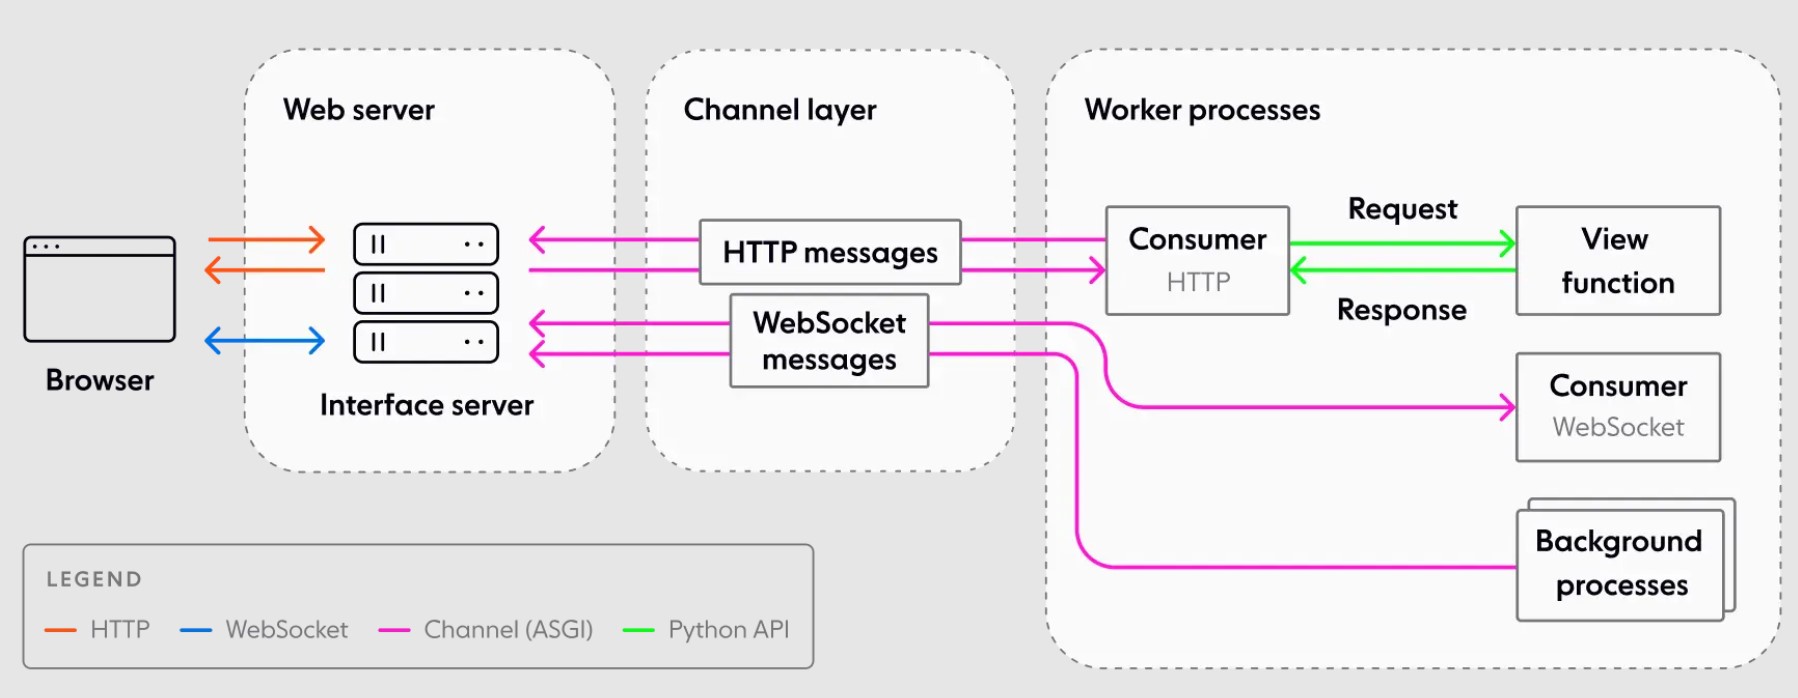 Web server
Channel layer
Worker processes
Browser
Interface server
HTTP messages
WebSocket
messages
Consumer
HTTP
Request
Response
View
function
Consumer
WebSocket
Background
processes
LEGEND
HTTP
WebSocket
Channel (ASGI)
Python API